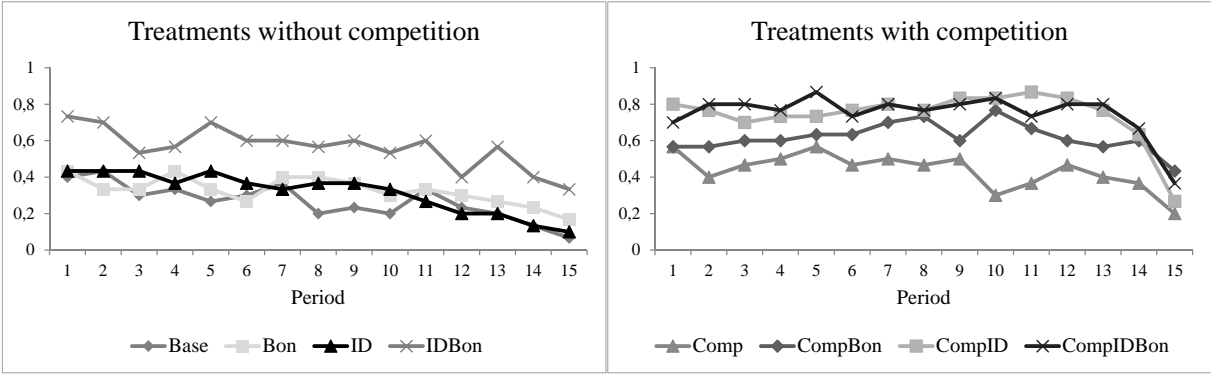 Treatments without competition
1
0,8
0,6
0,4
0,2
0
1 2 3 4 5 6 7 8 9 10 11 12 13 14 15
Period
Base Bon ID IDBon
Treatments with competition
1
0,8
0,6
0,4
0,2
0
1 2 3 4 5 6 7 8 9 10 11 12 13 14 15
Period
Comp CompBon CompID CompIDBon